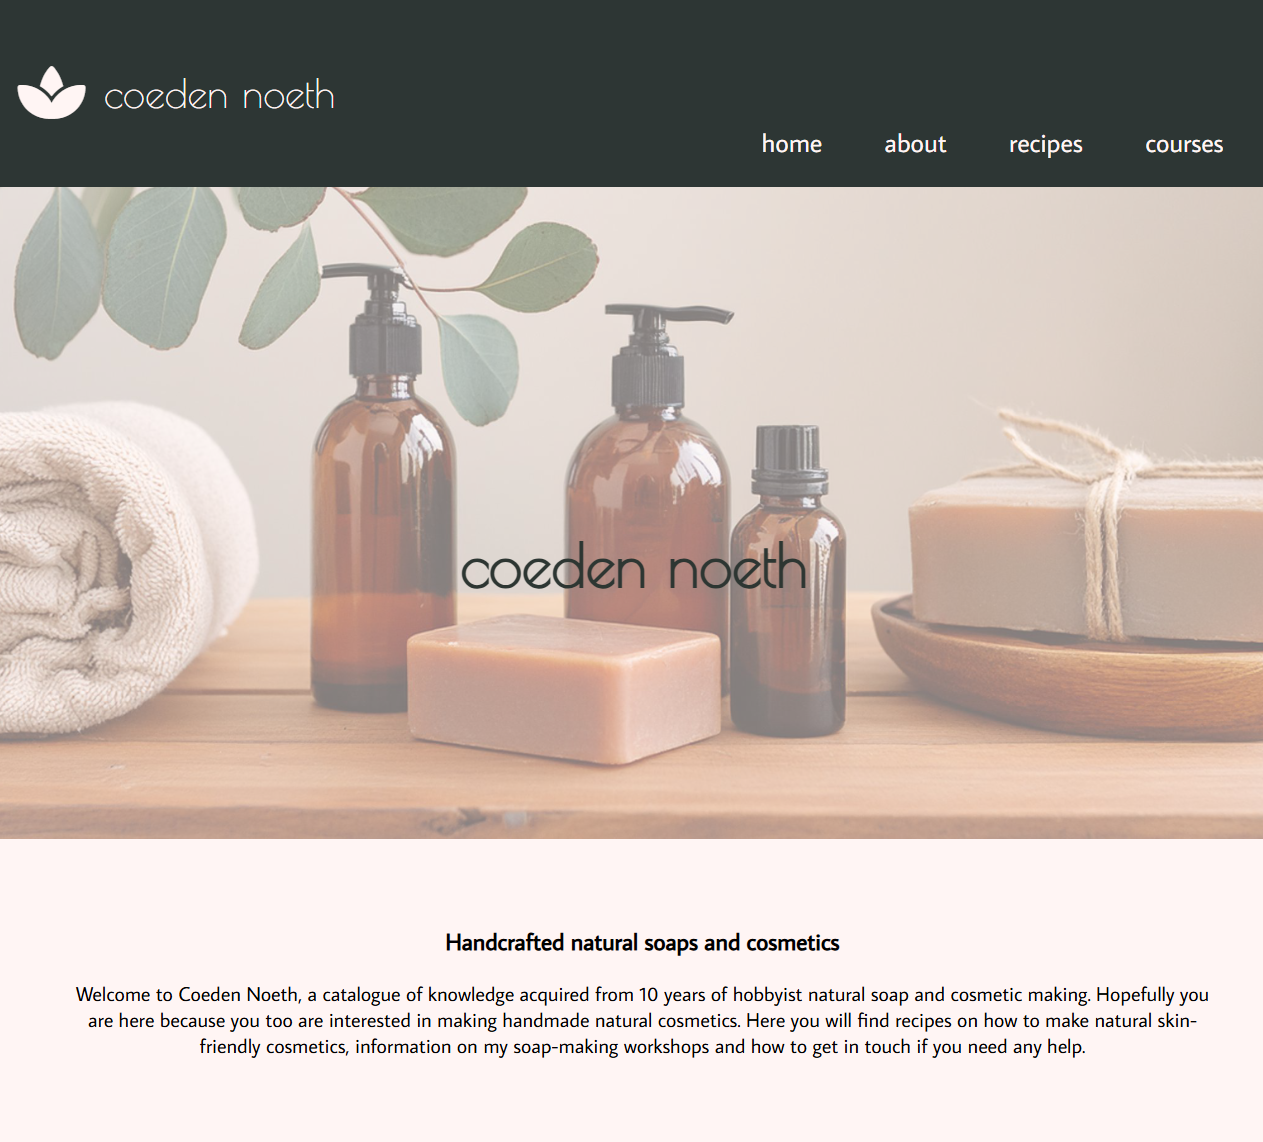 coeden noeth
home about recipes courses
coeden noeth
Handcrafted natural soaps and cosmetics
Welcome to Coeden Noeth, a catalogue of knowledge acquired from 10 years of hobbyist natural soap and cosmetic making. Hopefully you
are here because you too are interested in making handmade natural cosmetics. Here you will find recipes on how to make natural skin-
friendly cosmetics, information on my soap-making workshops and how to get in touch if you need any help.